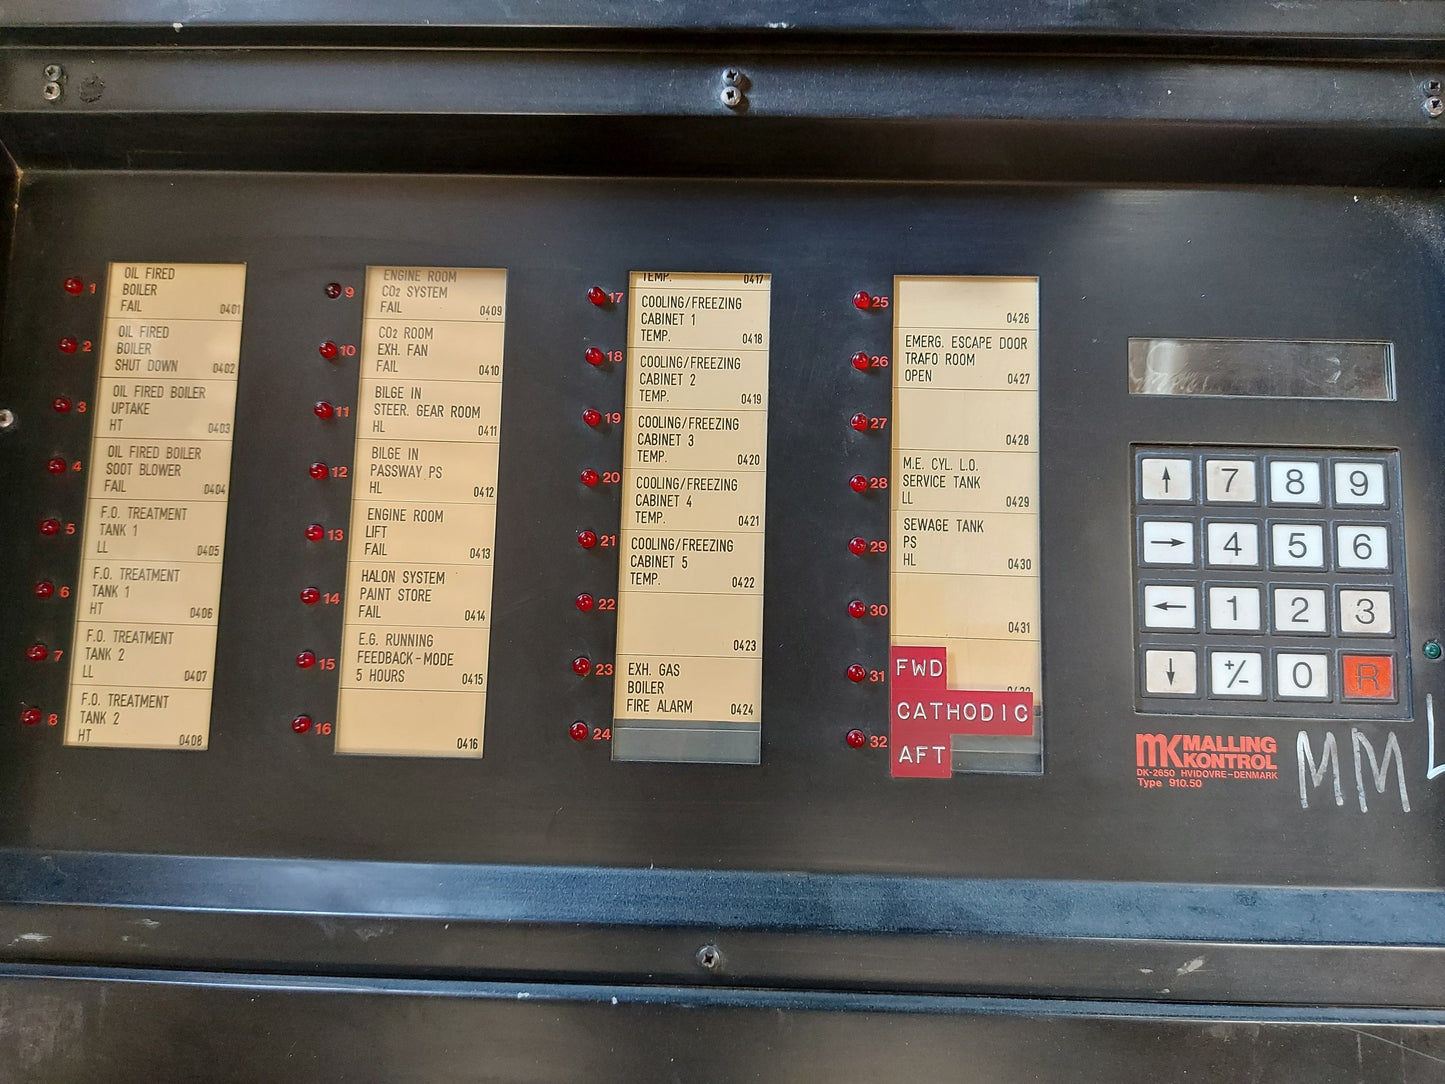 1
OIL FIRED
BOILER
FAIL 0401
2
OIL FIRED
BOILER
SHUT DOWN 0402
3
OIL FIRED BOILER
UPTAKE
HT 0403
4
OIL FIRED BOILER
SOOT BLOWER
FAIL 0404
5
F.O. TREATMENT
TANK 1
LL 0405
6
F.O. TREATMENT
TANK 1
HT 0406
7
F.O. TREATMENT
TANK 2
LL 0407
8
F.O. TREATMENT
TANK 2
HT 0408
9
ENGINE ROOM
CO2 SYSTEM
FAIL 0409
10
CO2 ROOM
EXH. FAN
FAIL 0410
11
BILGE IN
STEER. GEAR ROOM
HL 0411
12
BILGE IN
PASSWAY PS
HL 0412
13
ENGINE ROOM
LIFT
FAIL 0413
14
HALON SYSTEM
PAINT STORE
FAIL 0414
15
E.G. RUNNING
FEEDBACK-MODE
5 HOURS 0415
16
0416
17
TEMP. 0417
COOLING/FREEZING
CABINET 1
TEMP. 0418
18
COOLING/FREEZING
CABINET 2
TEMP. 0419
19
COOLING/FREEZING
CABINET 3
TEMP. 0420
20
COOLING/FREEZING
CABINET 4
TEMP. 0421
21
COOLING/FREEZING
CABINET 5
TEMP. 0422
22
0423
23
EXH. GAS
BOILER
FIRE ALARM 0424
24
25
0426
26
EMERG. ESCAPE DOOR
TRAFO ROOM
OPEN 0427
27
0428
28
M.E. CYL. L.O.
SERVICE TANK
LL 0429
29
SEWAGE TANK
PS
HL 0430
30
0431
31
FWD
CATHODIC
32
AFT
↑ 7 8 9
→ 4 5 6
← 1 2 3
↓ +/- 0 R
MK MALLING
KONTROL
DK-2650 HVIDOVRE-DENMARK
Type 910.50
MM